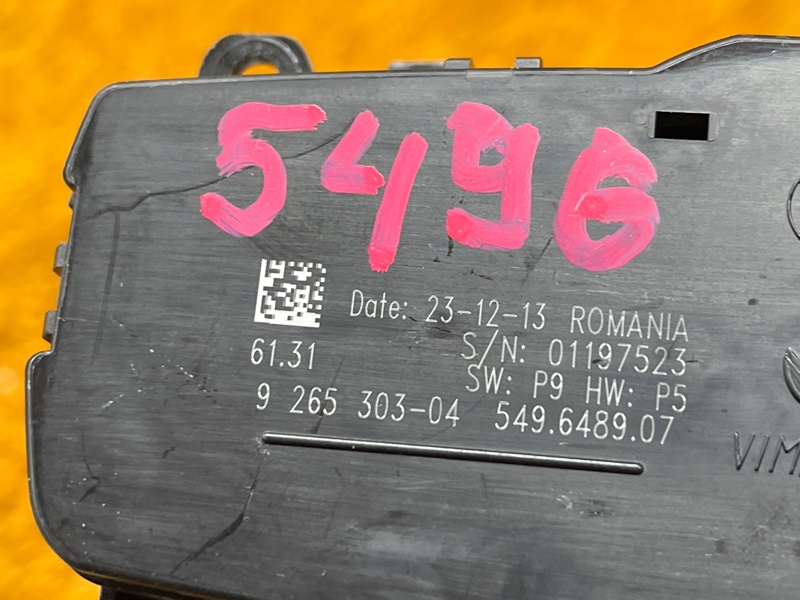 5496
Date: 23-12-13 ROMANIA
61.31 S/N: 01197523
SW: P9 HW: P5
9 265 303-04 549.6489.07